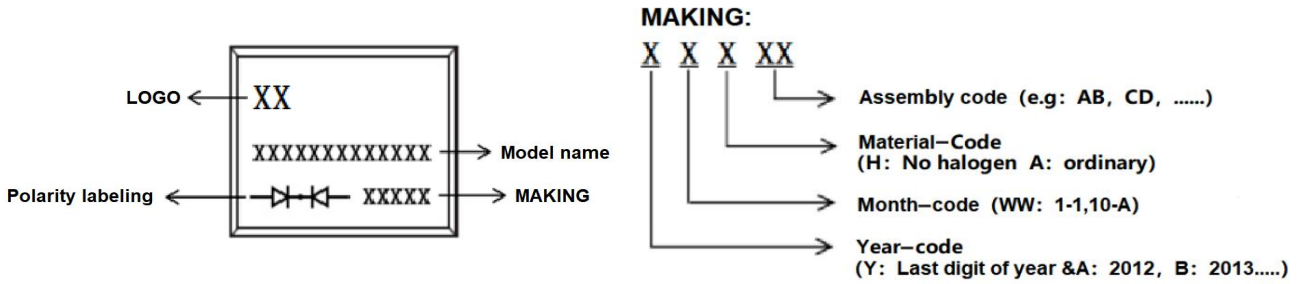 MAKING:
X X X XX
LOGO
XX
Assembly code (e.g: AB, CD, ......)
XXXXXXXXXXXXX
Model name
Material-Code
(H: No halogen A: ordinary)
Polarity labeling
XXXXX
MAKING
Month-code (WW: 1-1,10-A)
Year-code
(Y: Last digit of year &A: 2012, B: 2013.....)